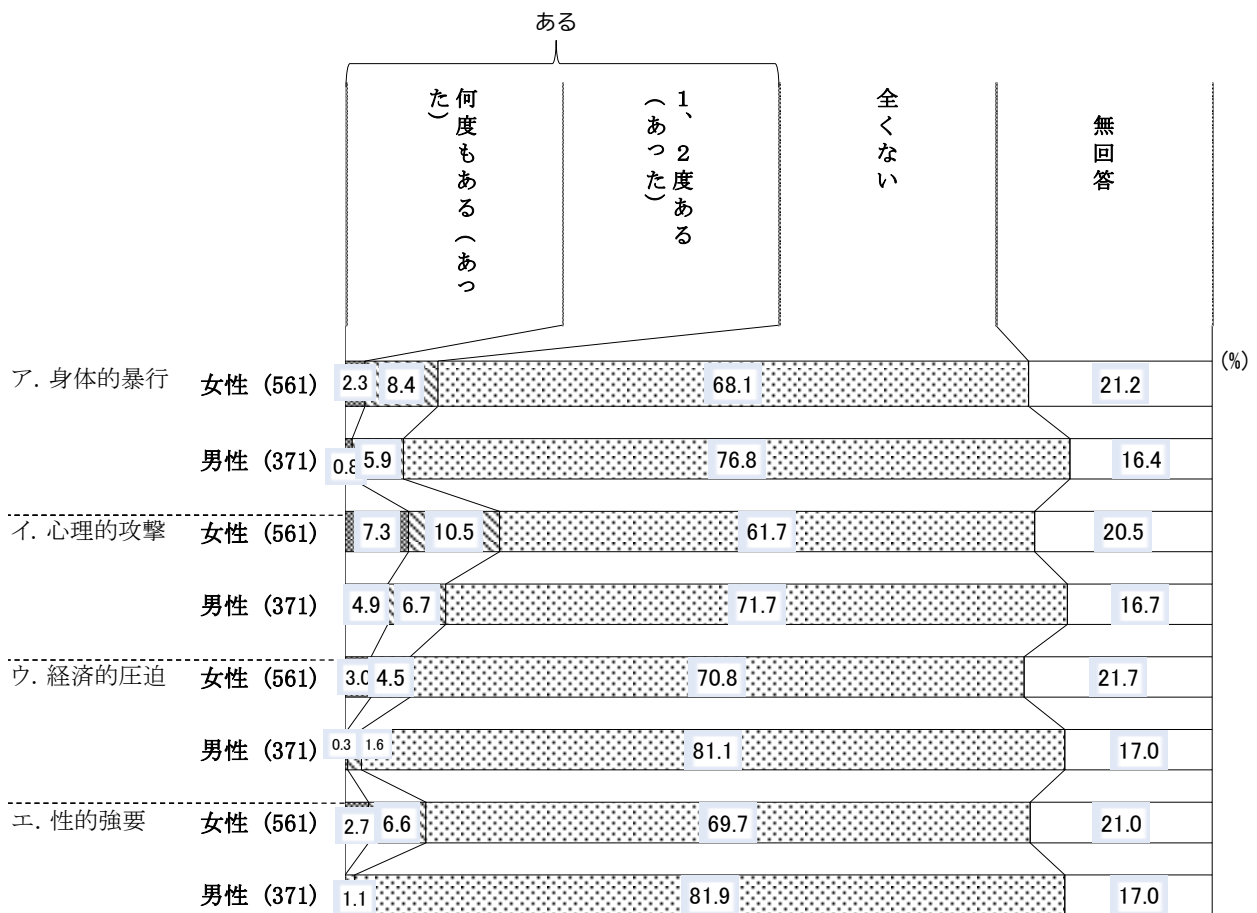 ある
何度もある（あっ
た）
1、2度ある
（あった）
全くない
無回答
(%)
ア．身体的暴行 女性 (561) 2.3 8.4 68.1 21.2
男性 (371) 0.8 5.9 76.8 16.4
イ．心理的攻撃 女性 (561) 7.3 10.5 61.7 20.5
男性 (371) 4.9 6.7 71.7 16.7
ウ．経済的圧迫 女性 (561) 3.0 4.5 70.8 21.7
男性 (371) 0.3 1.6 81.1 17.0
エ．性的強要 女性 (561) 2.7 6.6 69.7 21.0
男性 (371) 1.1 81.9 17.0